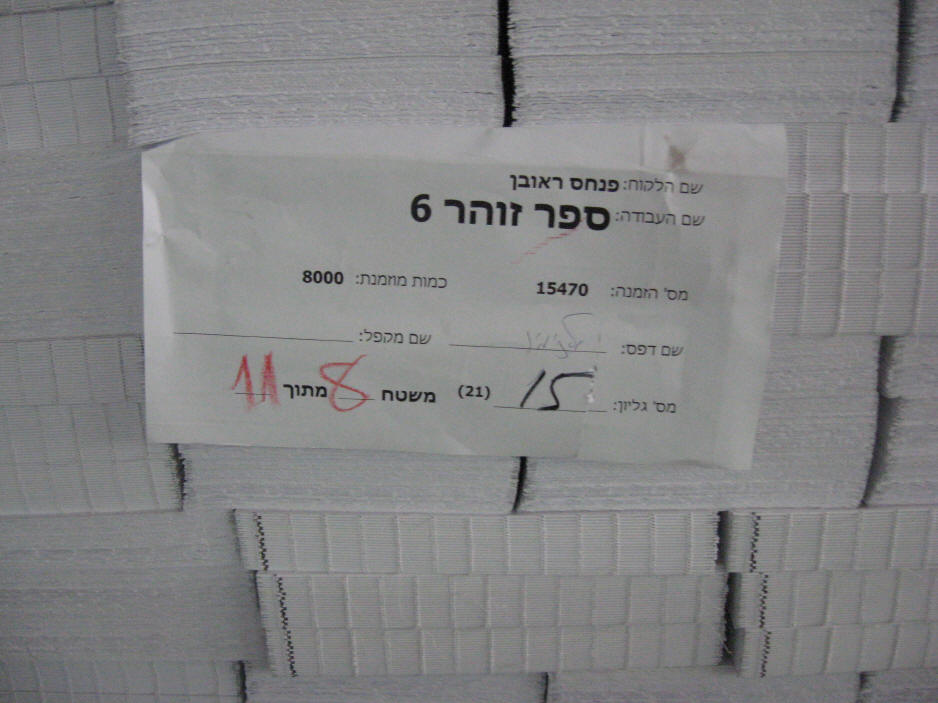 שם הלקוח: פנחס ראובן
שם העבודה: ספר זוהר 6
מס' הזמנה: 15470 כמות מוזמנת: 8000
שם דפס: שם מקפל:
מס' גליון: 15 (21) משטח 8 מתוך 11